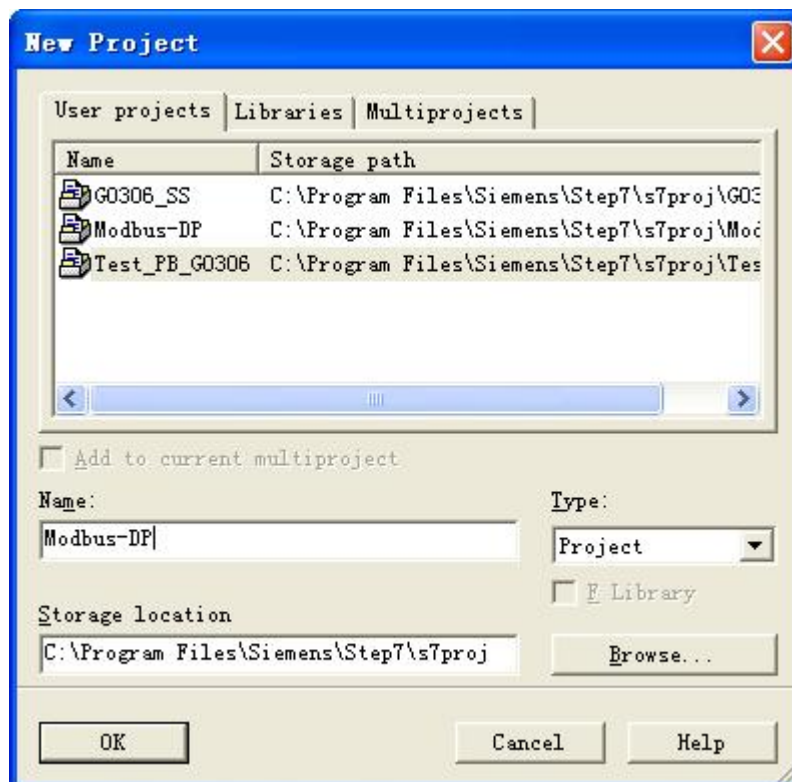 New Project
User projects Libraries Multiprojects
Name Storage path
G0306_SS C:\Program Files\Siemens\Step7\s7proj\G03
Modbus-DP C:\Program Files\Siemens\Step7\s7proj\Mod
Test_PB_G0306 C:\Program Files\Siemens\Step7\s7proj\Tes
Add to current multiproject
Name: Type:
Modbus-DP Project
F Library
Storage location
C:\Program Files\Siemens\Step7\s7proj Browse...
OK Cancel Help